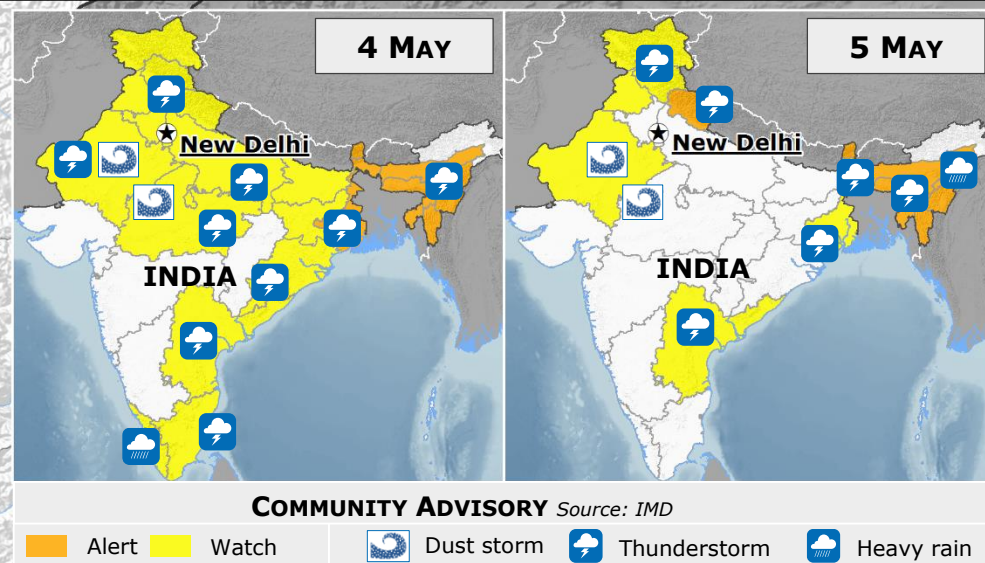 4 MAY
New Delhi
INDIA
5 MAY
New Delhi
INDIA
COMMUNITY ADVISORY Source: IMD
Alert Watch Dust storm Thunderstorm Heavy rain